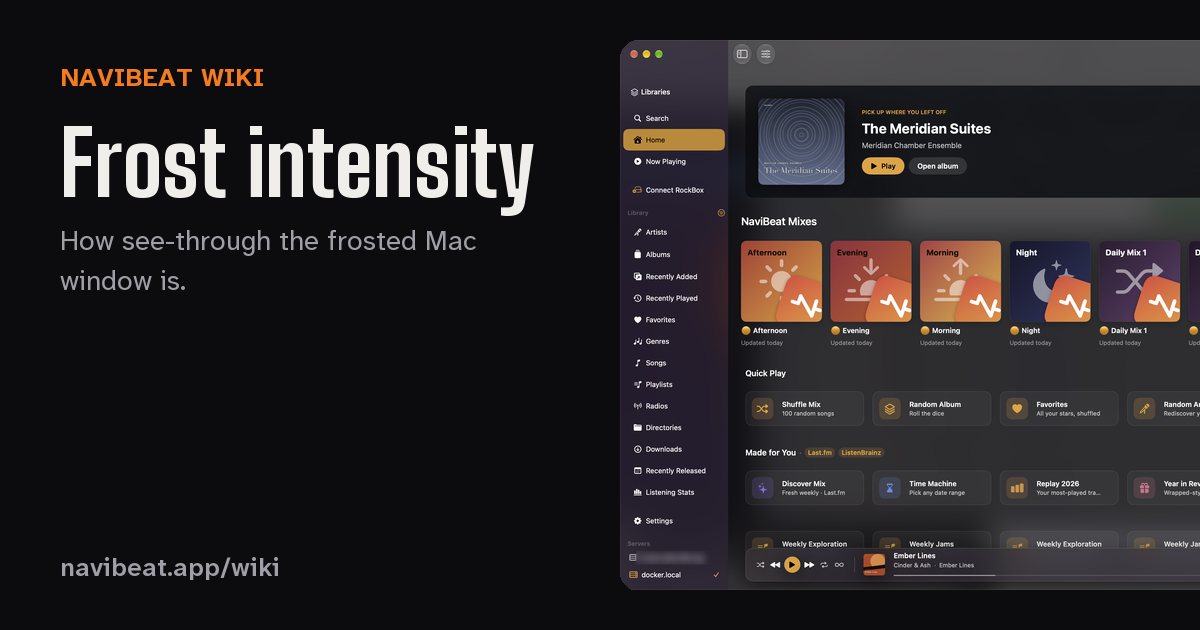 NAVIBEAT WIKI
Frost intensity
How see-through the frosted Mac
window is.
navibeat.app/wiki
Libraries
Search
Home
Now Playing
Connect RockBox
Library
Artists
Albums
Recently Added
Recently Played
Favorites
Genres
Songs
Playlists
Radios
Directories
Downloads
Recently Released
Listening Stats
Settings
Servers
docker.local
The Meridian Suites
PICK UP WHERE YOU LEFT OFF
The Meridian Suites
Meridian Chamber Ensemble
Play
Open album
NaviBeat Mixes
Afternoon
Evening
Morning
Night
Daily Mix 1
D
Afternoon
Evening
Morning
Night
Daily Mix 1
Updated today
Updated today
Updated today
Updated today
Updated today
Quick Play
Shuffle Mix
100 random songs
Random Album
Roll the dice
Favorites
All your stars, shuffled
Random Ar
Rediscover y
Made for You · Last.fm ListenBrainz
Discover Mix
Fresh weekly · Last.fm
Time Machine
Pick any date range
Replay 2026
Your most-played tra...
Year in Rev
Wrapped-sty
Weekly Exploration
Weekly Jams
Weekly Exploration
Weekly Jar
Ember Lines
Cinder & Ash · Ember Lines